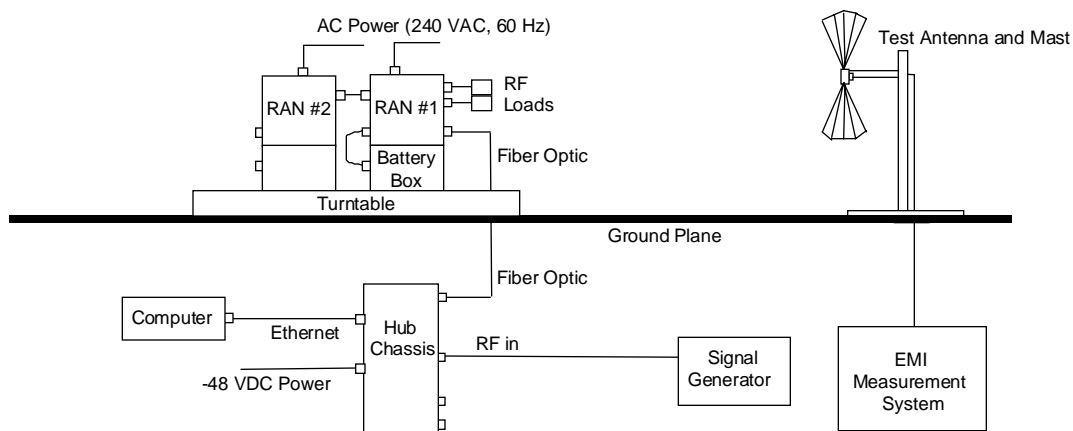 AC Power (240 VAC, 60 Hz)
Test Antenna and Mast
RAN #2
RAN #1
RF
Loads
Fiber Optic
Battery
Box
Turntable
Ground Plane
Fiber Optic
Computer
Ethernet
Hub
Chassis
RF in
Signal
Generator
EMI
Measurement
System
-48 VDC Power